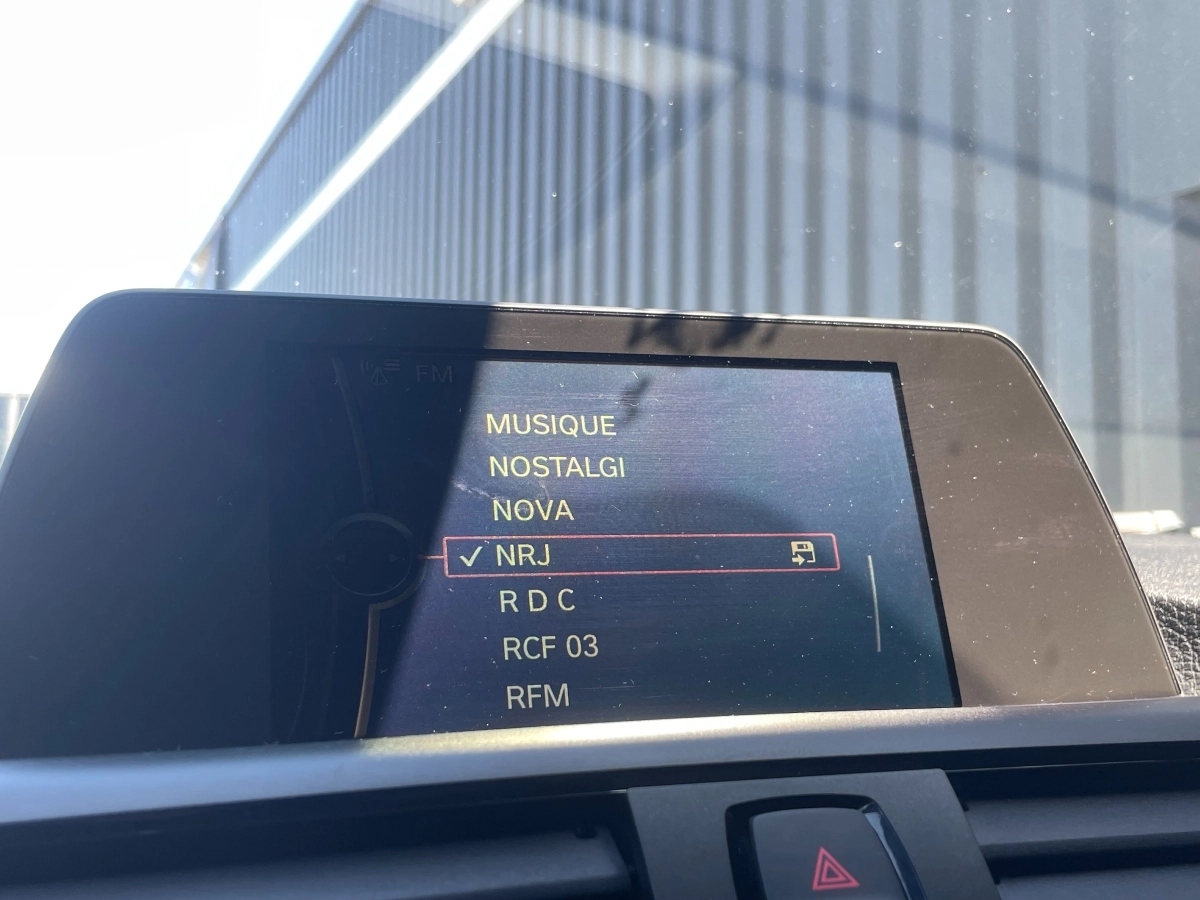 FM
MUSIQUE
NOSTALGI
NOVA
NRJ
R D C
RCF 03
RFM